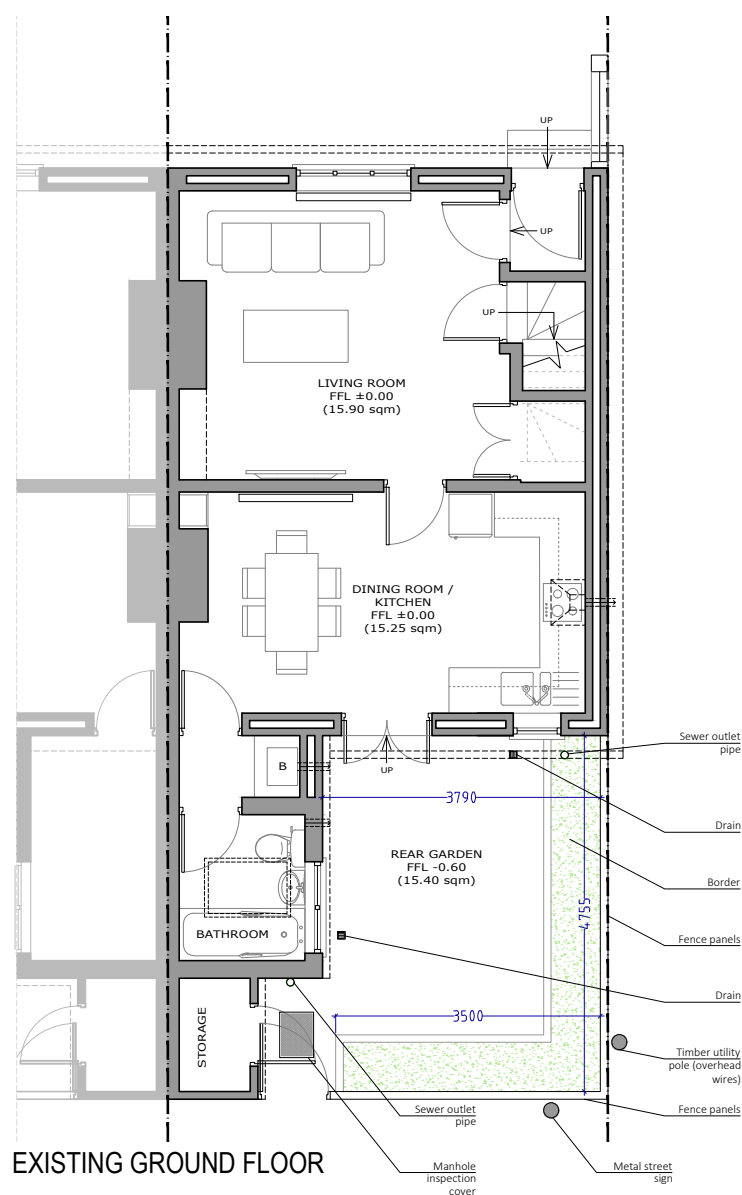 UP
UP
UP
LIVING ROOM
FFL ±0.00
(15.90 sqm)
DINING ROOM /
KITCHEN
FFL ±0.00
(15.25 sqm)
B
UP
3790
REAR GARDEN
FFL -0.60
(15.40 sqm)
4755
BATHROOM
STORAGE
3500
Sewer outlet
pipe
Drain
Border
Fence panels
Drain
Timber utility
pole (overhead
wires)
Fence panels
Sewer outlet
pipe
Manhole
inspection
cover
Metal street
sign
EXISTING GROUND FLOOR